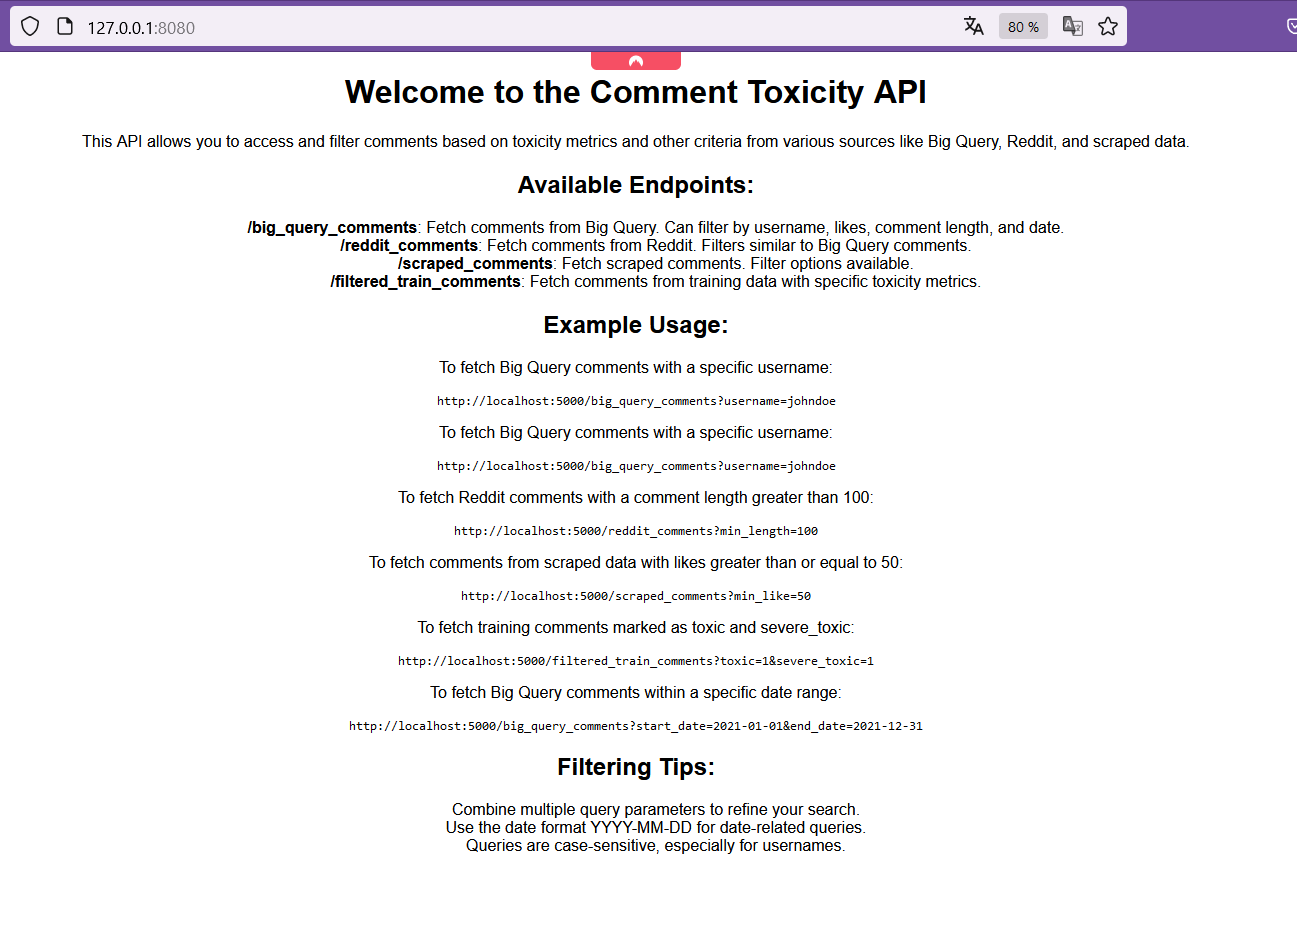 127.0.0.1:8080
80 %
Welcome to the Comment Toxicity API
This API allows you to access and filter comments based on toxicity metrics and other criteria from various sources like Big Query, Reddit, and scraped data.
Available Endpoints:
/big_query_comments: Fetch comments from Big Query. Can filter by username, likes, comment length, and date.
/reddit_comments: Fetch comments from Reddit. Filters similar to Big Query comments.
/scraped_comments: Fetch scraped comments. Filter options available.
/filtered_train_comments: Fetch comments from training data with specific toxicity metrics.
Example Usage:
To fetch Big Query comments with a specific username:
http://localhost:5000/big_query_comments?username=johndoe
To fetch Big Query comments with a specific username:
http://localhost:5000/big_query_comments?username=johndoe
To fetch Reddit comments with a comment length greater than 100:
http://localhost:5000/reddit_comments?min_length=100
To fetch comments from scraped data with likes greater than or equal to 50:
http://localhost:5000/scraped_comments?min_like=50
To fetch training comments marked as toxic and severe_toxic:
http://localhost:5000/filtered_train_comments?toxic=1&severe_toxic=1
To fetch Big Query comments within a specific date range:
http://localhost:5000/big_query_comments?start_date=2021-01-01&end_date=2021-12-31
Filtering Tips:
Combine multiple query parameters to refine your search.
Use the date format YYYY-MM-DD for date-related queries.
Queries are case-sensitive, especially for usernames.